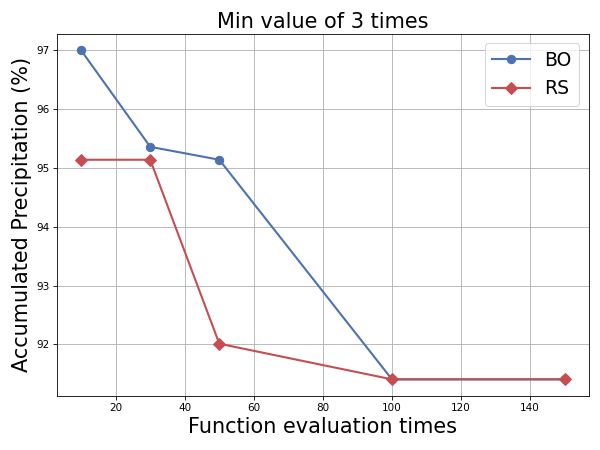 Min value of 3 times
Accumulated Precipitation (%)
97
96
95
94
93
92
BO
RS
20 40 60 80 100 120 140
Function evaluation times